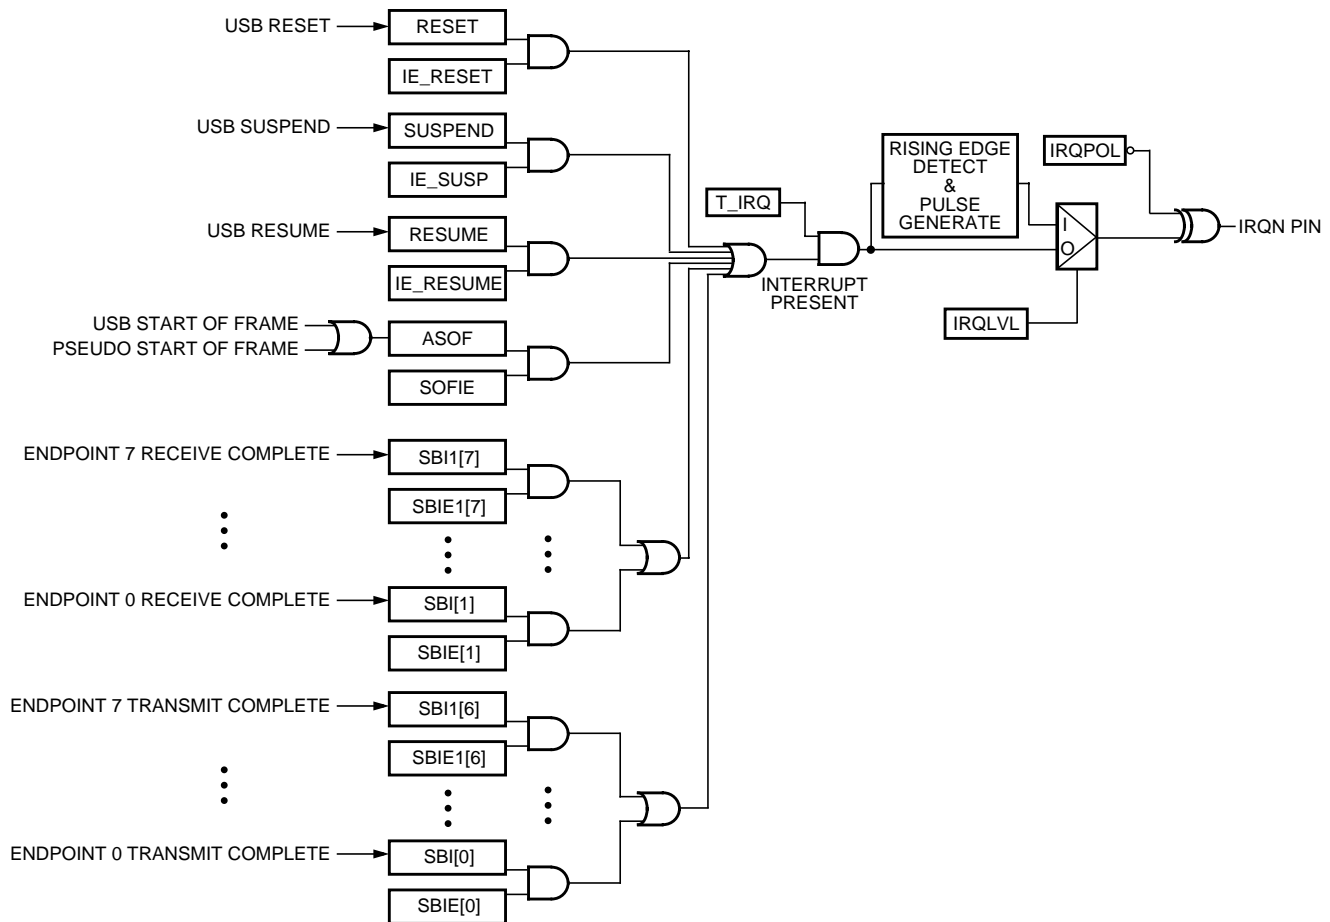 USB RESET
RESET
IE_RESET
USB SUSPEND
SUSPEND
IE_SUSP
USB RESUME
RESUME
IE_RESUME
USB START OF FRAME
PSEUDO START OF FRAME
ASOF
SOFIE
ENDPOINT 7 RECEIVE COMPLETE
SBI1[7]
SBIE1[7]
ENDPOINT 0 RECEIVE COMPLETE
SBI[1]
SBIE[1]
ENDPOINT 7 TRANSMIT COMPLETE
SBI1[6]
SBIE1[6]
ENDPOINT 0 TRANSMIT COMPLETE
SBI[0]
SBIE[0]
T_IRQ
INTERRUPT
PRESENT
RISING EDGE
DETECT
&
PULSE
GENERATE
IRQPOL
I
O
IRQLVL
IRQN PIN